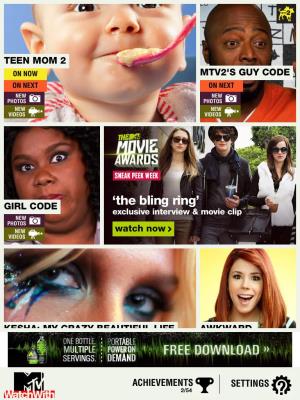 TEEN MOM 2
ON NOW
ON NEXT
NEW PHOTOS
NEW VIDEOS
MTV2'S GUY CODE
ON NEXT
NEW PHOTOS
NEW VIDEOS
GIRL CODE
NEW PHOTOS
NEW VIDEOS
THE MOVIE AWARDS
SNEAK PEEK WEEK
'the bling ring'
exclusive interview & movie clip
watch now >
KESHA: MY CRAZY BEAUTIFUL LIFE
AWKWARD
ONE BOTTLE.
MULTIPLE
SERVINGS.
PORTABLE
POWER ON
DEMAND
FREE DOWNLOAD »
MTV
WatchWith
ACHIEVEMENTS
2/54
SETTINGS
?